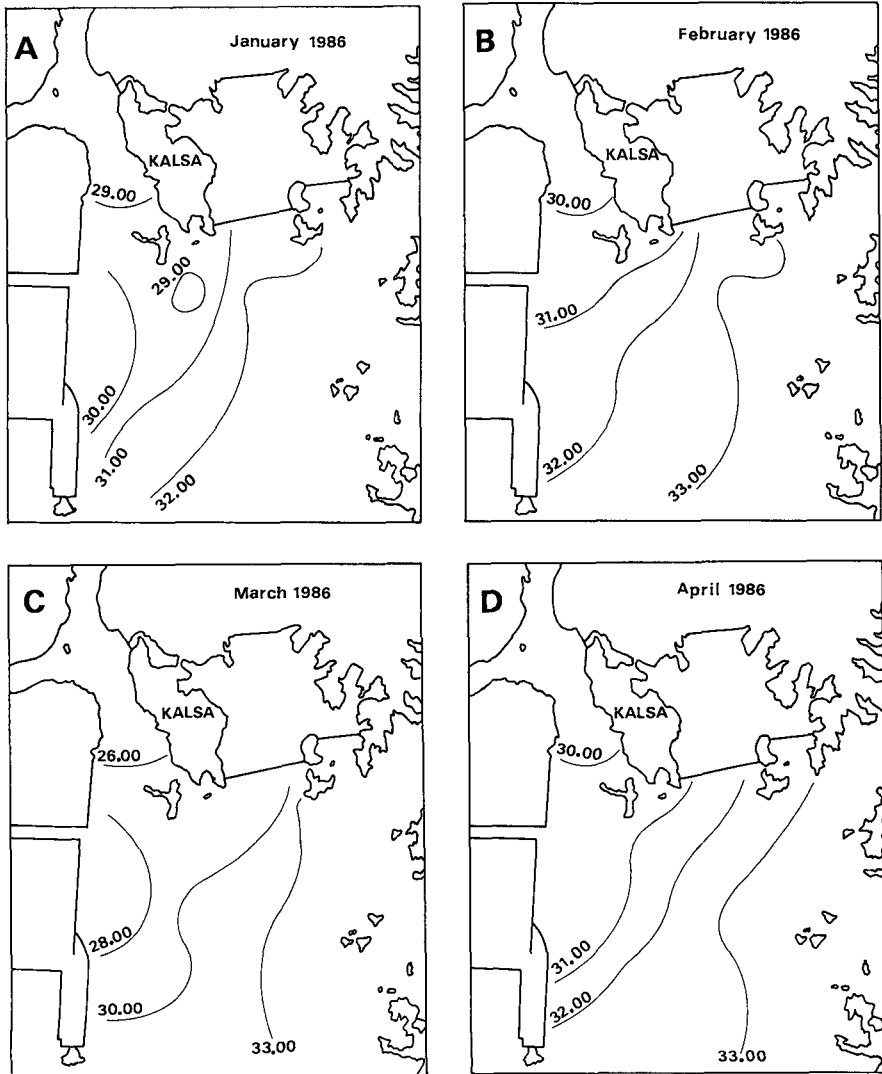 A
January 1986
KALSA
29.00
29.00
30.00
31.00
32.00
B
February 1986
KALSA
30.00
31.00
32.00
33.00
C
March 1986
KALSA
26.00
28.00
30.00
33.00
D
April 1986
KALSA
30.00
31.00
32.00
33.00